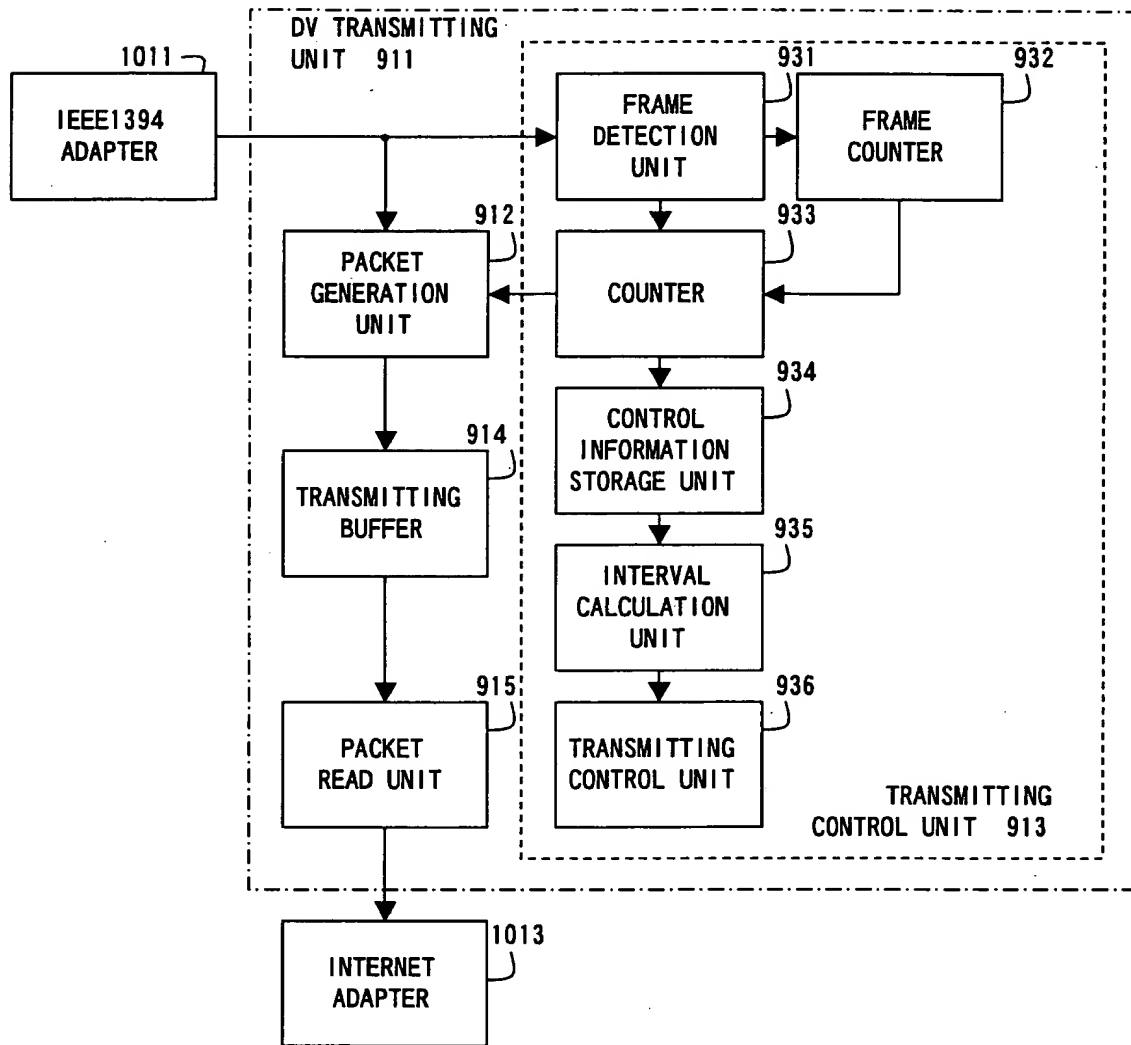 DV TRANSMITTING
UNIT 911
1011
IEEE1394
ADAPTER
931
FRAME
DETECTION
UNIT
932
FRAME
COUNTER
912
PACKET
GENERATION
UNIT
933
COUNTER
934
CONTROL
INFORMATION
STORAGE UNIT
914
TRANSMITTING
BUFFER
935
INTERVAL
CALCULATION
UNIT
915
PACKET
READ UNIT
936
TRANSMITTING
CONTROL UNIT
TRANSMITTING
CONTROL UNIT 913
1013
INTERNET
ADAPTER